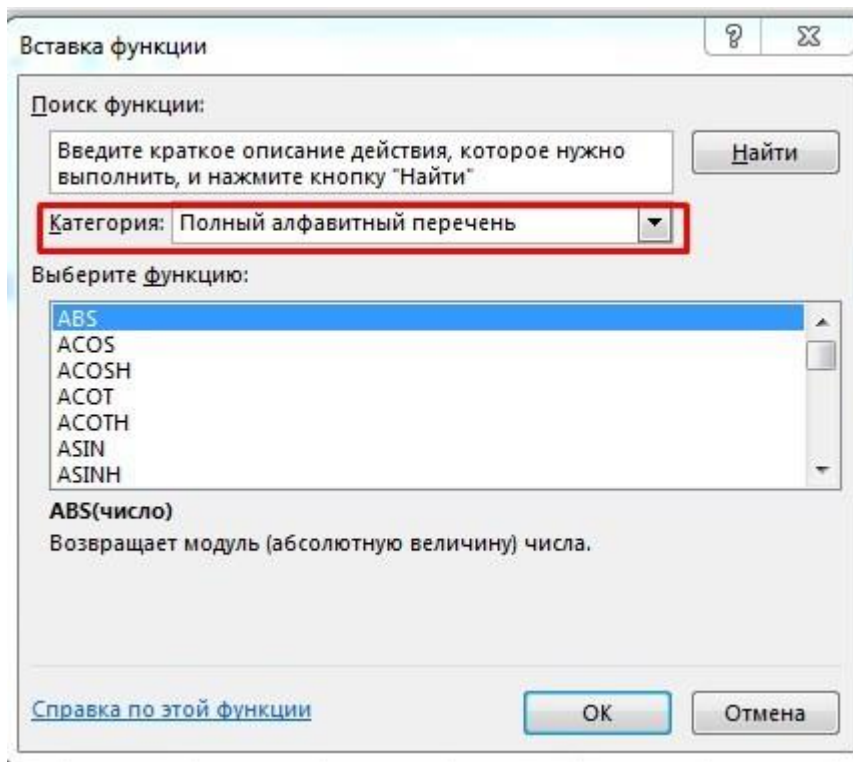 Вставка функции
Поиск функции:
Введите краткое описание действия, которое нужно
выполнить, и нажмите кнопку "Найти"
Найти
Категория: Полный алфавитный перечень
Выберите функцию:
ABS
ACOS
ACOSH
ACOT
ACOTH
ASIN
ASINH
ABS(число)
Возвращает модуль (абсолютную величину) числа.
Справка по этой функции
ОК
Отмена